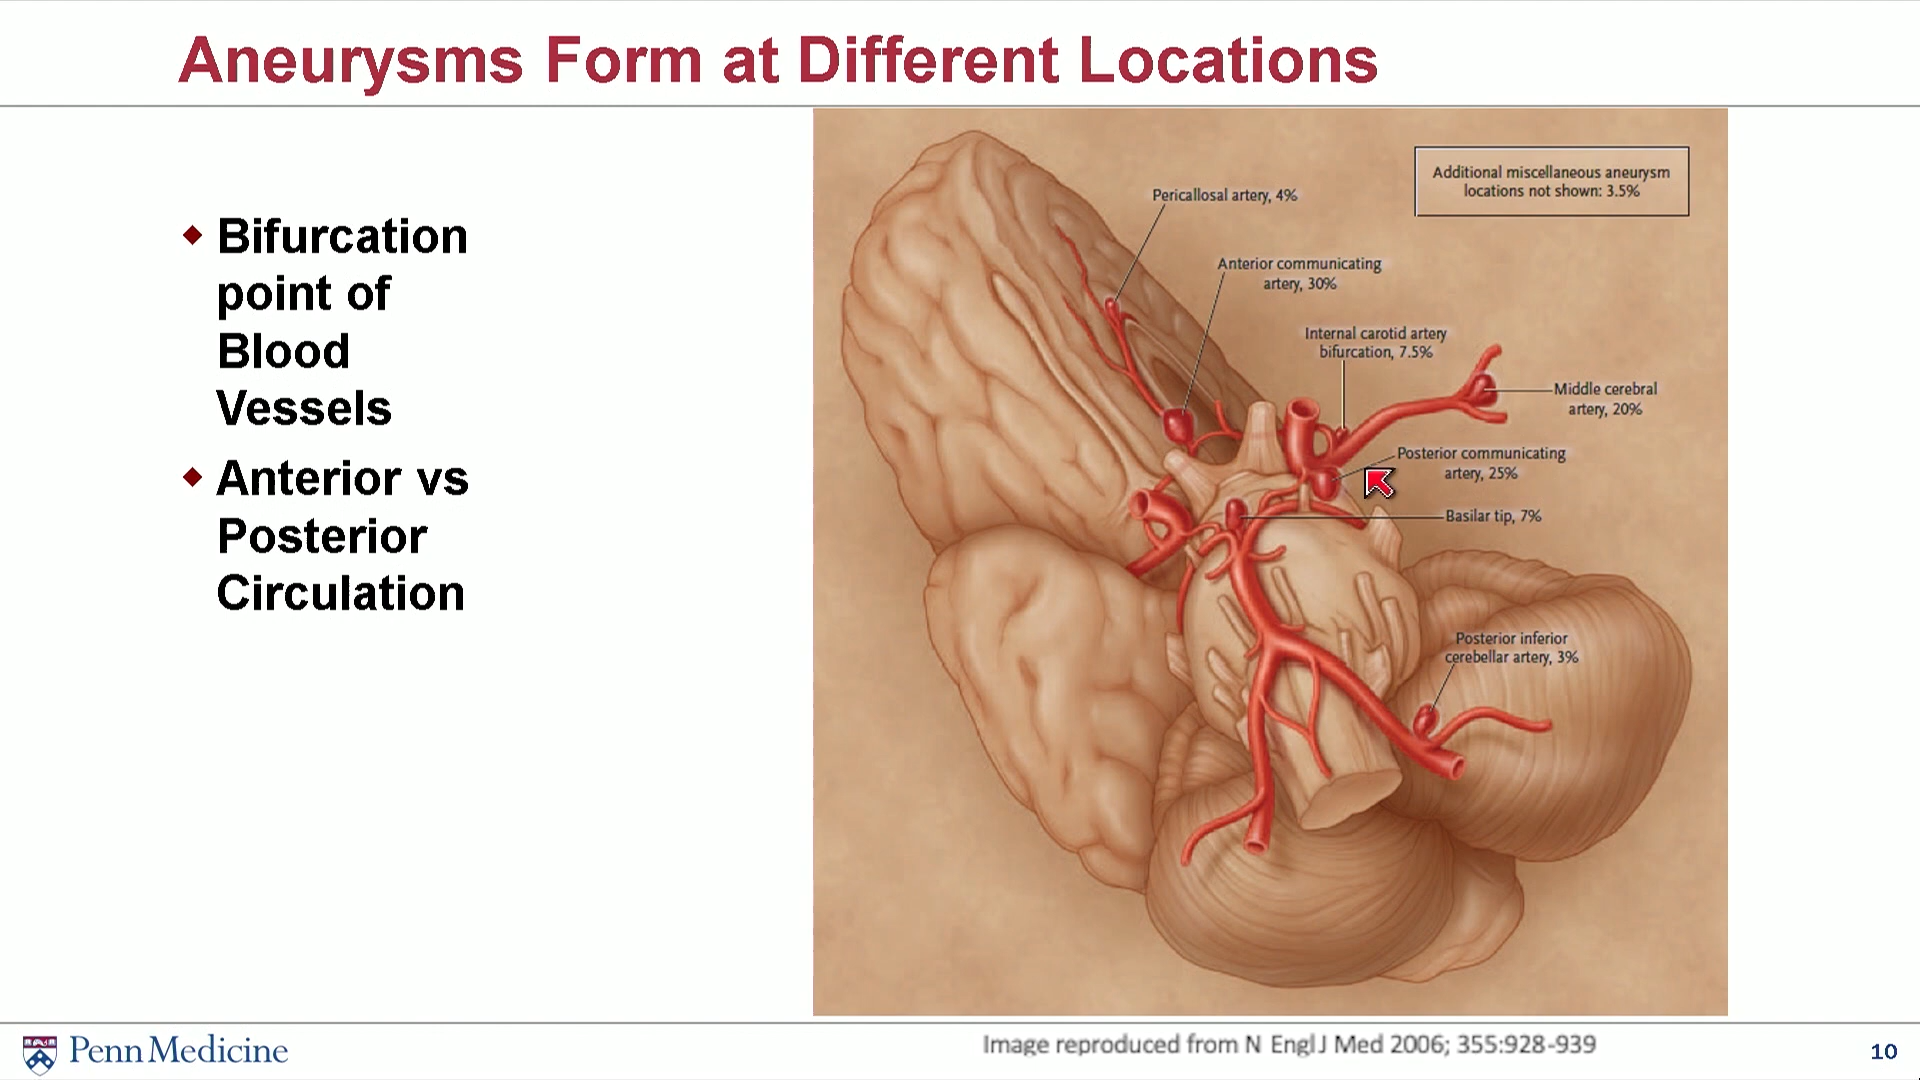 Aneurysms Form at Different Locations
Bifurcation
point of
Blood
Vessels
Anterior vs
Posterior
Circulation
Additional miscellaneous aneurysm
locations not shown: 3.5%
Pericallosal artery, 4%
Anterior communicating
artery, 30%
Internal carotid artery
bifurcation, 7.5%
Middle cerebral
artery, 20%
Posterior communicating
artery, 25%
Basilar tip, 7%
Posterior inferior
cerebellar artery, 3%
Penn Medicine
Image reproduced from N Engl J Med 2006; 355:928-939
10